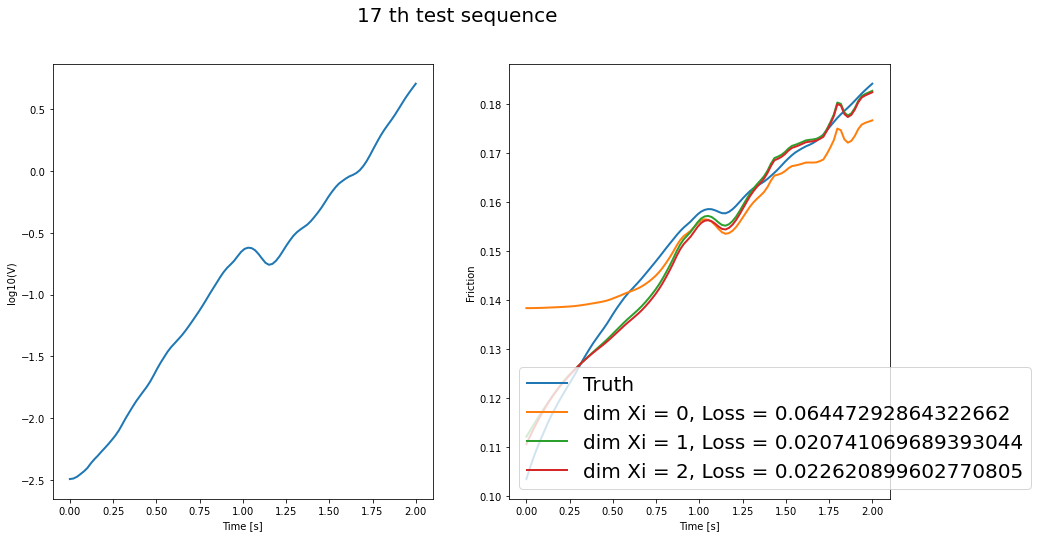 17 th test sequence
log10(V)
0.5
0.0
−0.5
−1.0
−1.5
−2.0
−2.5
0.00 0.25 0.50 0.75 1.00 1.25 1.50 1.75 2.00
Time [s]
Friction
0.18
0.17
0.16
0.15
0.14
0.13
0.12
0.11
0.10
Truth
dim Xi = 0, Loss = 0.06447292864322662
dim Xi = 1, Loss = 0.020741069689393044
dim Xi = 2, Loss = 0.022620899602770805
0.00 0.25 0.50 0.75 1.00 1.25 1.50 1.75 2.00
Time [s]